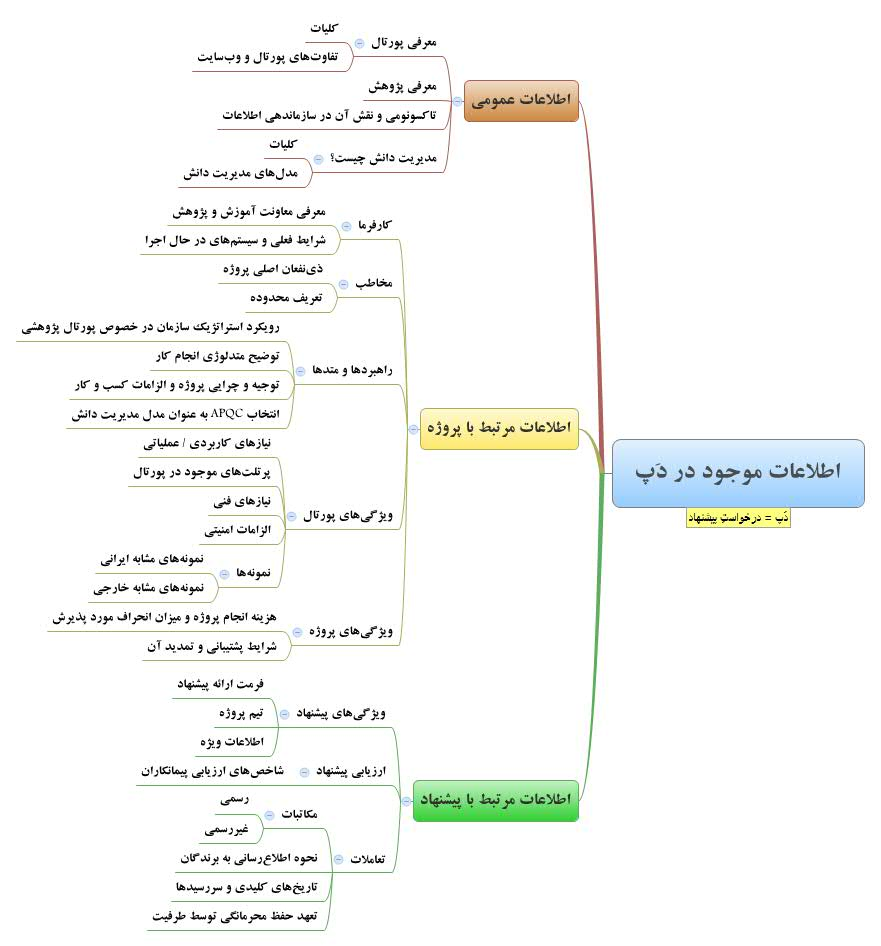 اطلاعات موجود در دَپ
دَپ = درخواستِ پیشنهاد
اطلاعات عمومی
معرفی پورتال
کلیات
تفاوت‌های پورتال و وب‌سایت
معرفی پژوهش
تاکسونومی و نقش آن در سازماندهی اطلاعات
مدیریت دانش چیست؟
کلیات
مدل‌های مدیریت دانش
اطلاعات مرتبط با پروژه
کارفرما
معرفی معاونت آموزش و پژوهش
شرایط فعلی و سیستم‌های در حال اجرا
مخاطب
ذی‌نفعان اصلی پروژه
تعریف محدوده
راهبردها و متدها
رویکرد استراتژیک سازمان در خصوص پورتال پژوهشی
توضیح متدلوژی انجام کار
توجیه و چرایی پروژه و الزامات کسب و کار
انتخاب APQC به عنوان مدل مدیریت دانش
ویژگی‌های پورتال
نیازهای کاربردی / عملیاتی
پرتلت‌های موجود در پورتال
نیازهای فنی
الزامات امنیتی
نمونه‌ها
نمونه‌های مشابه ایرانی
نمونه‌های مشابه خارجی
ویژگی‌های پروژه
هزینه انجام پروژه و میزان انحراف مورد پذیرش
شرایط پشتیبانی و تمدید آن
اطلاعات مرتبط با پیشنهاد
ویژگی‌های پیشنهاد
فرمت ارائه پیشنهاد
تیم پروژه
اطلاعات ویژه
ارزیابی پیشنهاد
شاخص‌های ارزیابی پیمانکاران
تعاملات
مکاتبات
رسمی
غیررسمی
نحوه اطلاع‌رسانی به برندگان
تاریخ‌های کلیدی و سررسیدها
تعهد حفظ محرمانگی توسط طرفیت